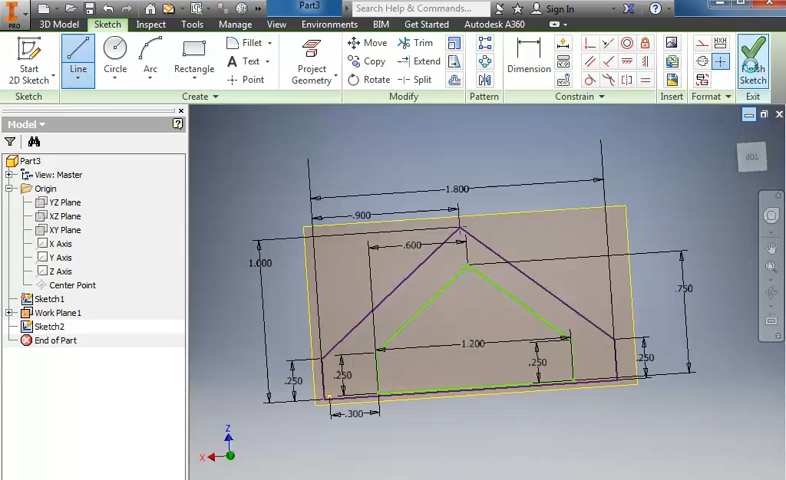 Part3
Search Help & Commands...
Sign In
PRO
3D Model Sketch Inspect Tools Manage View Environments BIM Get Started Autodesk A360
Start 2D Sketch
Line
Circle
Arc
Rectangle
Fillet
Text
Point
Project Geometry
Move
Trim
Copy
Extend
Rotate
Split
Dimension
Finish Sketch
Sketch
Create
Modify
Pattern
Constrain
Insert
Format
Exit
Model
Part3
View: Master
Origin
YZ Plane
XZ Plane
XY Plane
X Axis
Y Axis
Z Axis
Center Point
Sketch1
Work Plane1
Sketch2
End of Part
TOP
1.800
.900
.600
1.000
.750
1.200
.250
.250
.250
.250
.300
Z
X